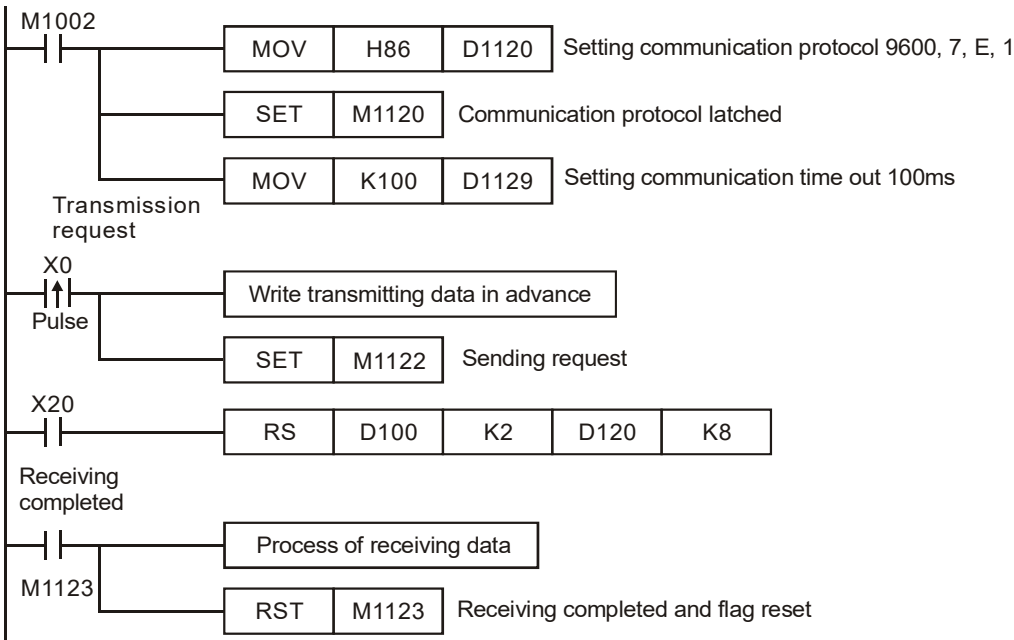 M1002
MOV H86 D1120 Setting communication protocol 9600, 7, E, 1
SET M1120 Communication protocol latched
MOV K100 D1129 Setting communication time out 100ms
Transmission
request
X0
Write transmitting data in advance
Pulse
SET M1122 Sending request
X20
RS D100 K2 D120 K8
Receiving
completed
Process of receiving data
M1123
RST M1123 Receiving completed and flag reset